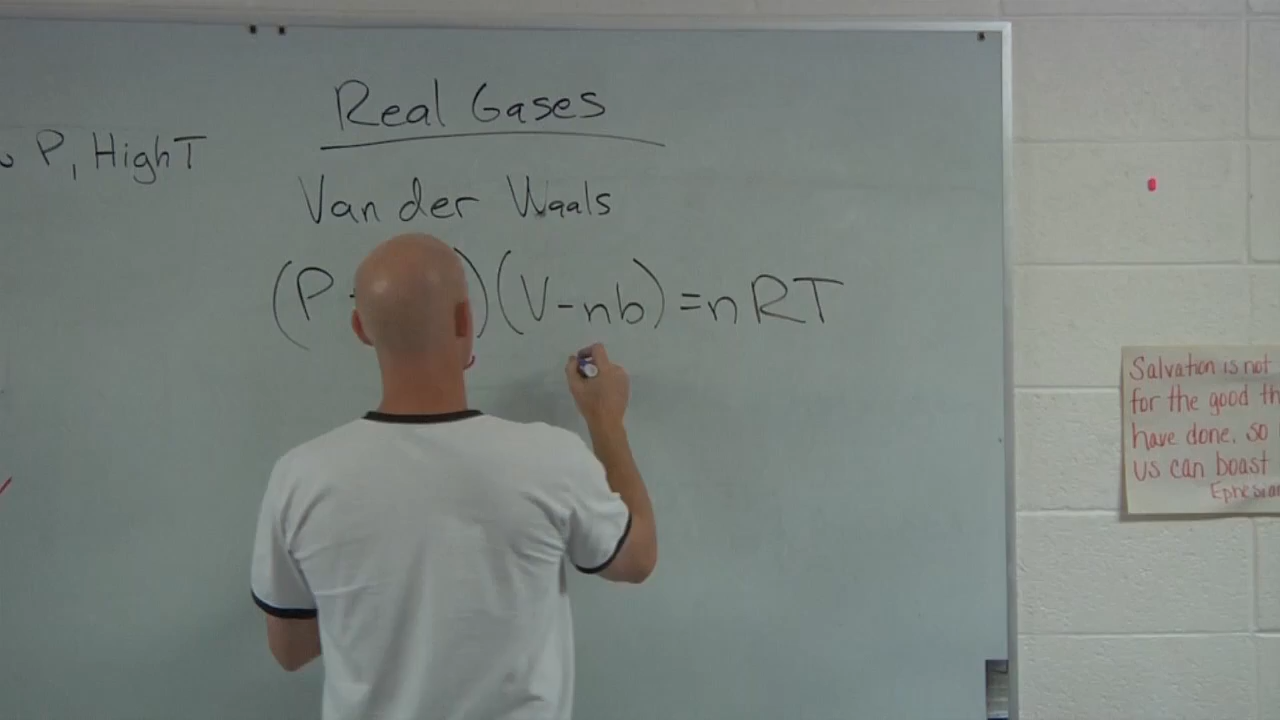 Real Gases
P, High T
Van der Waals
(P )(V-nb)=nRT
Salvation is not
for the good th
have done, so
us can boast
Ephesian